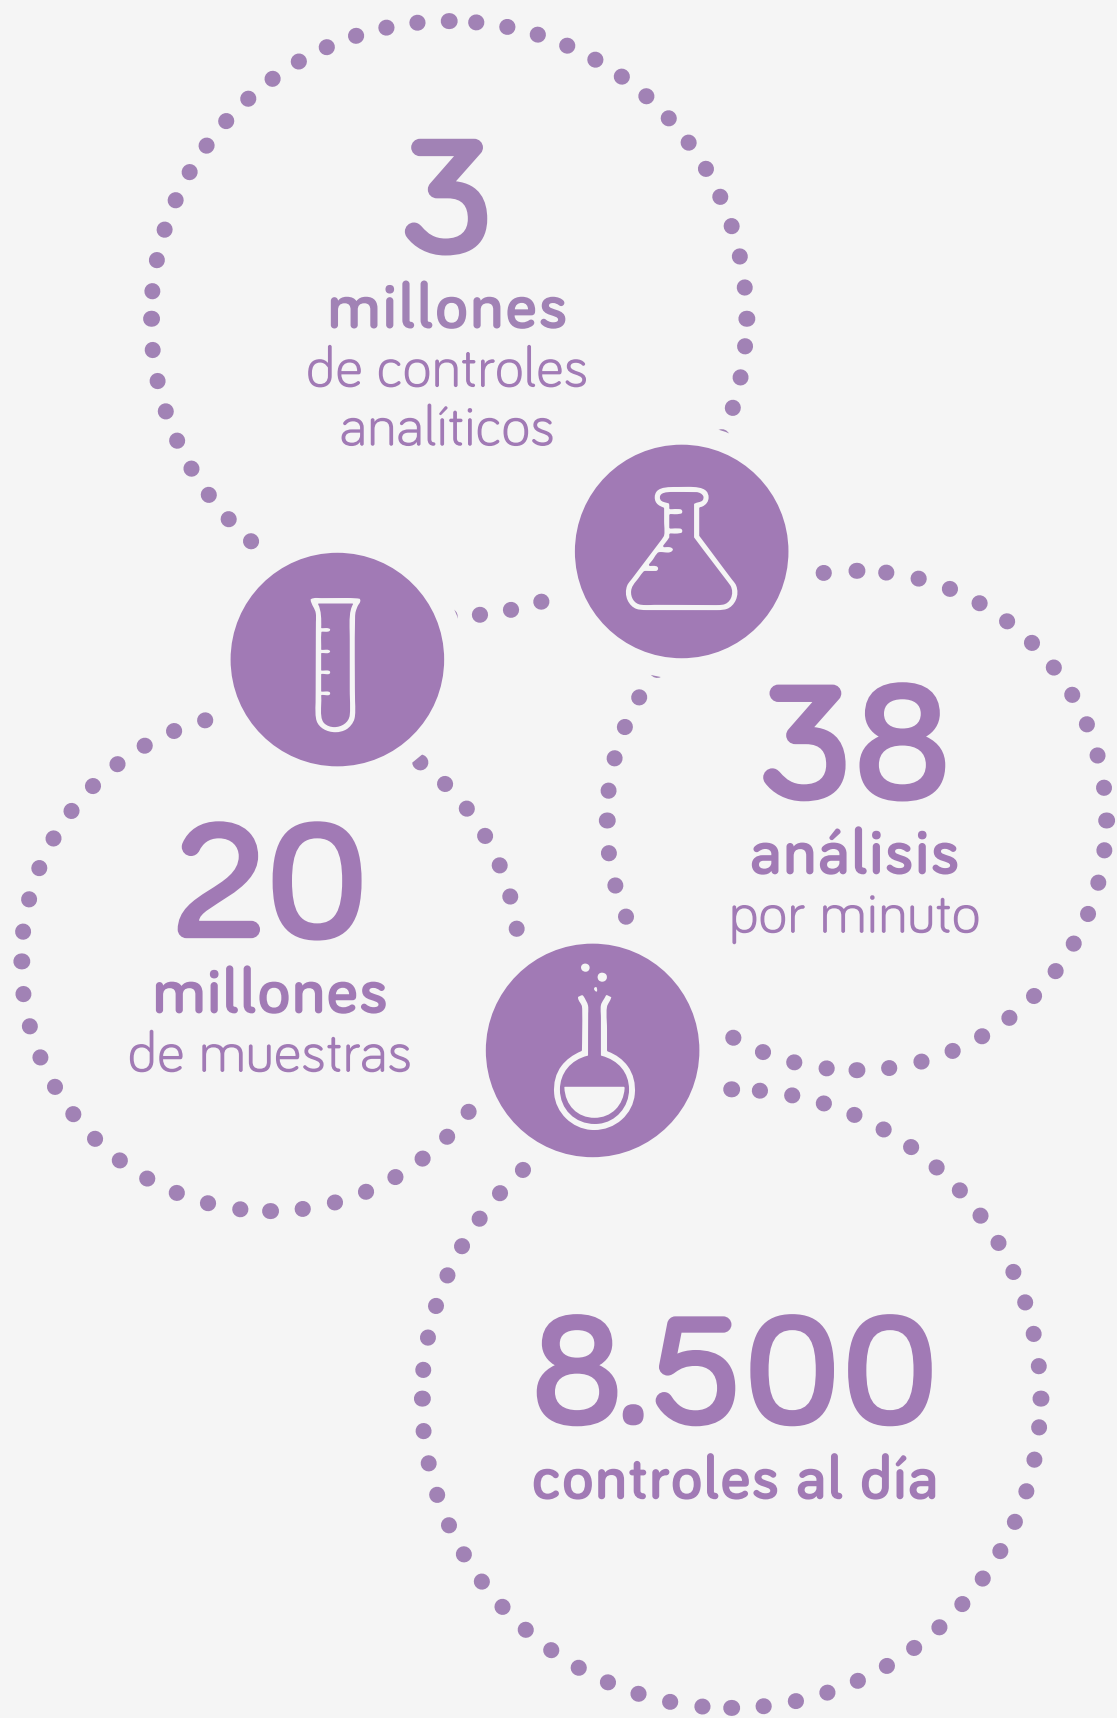 3
millones
de controles
analíticos
38
análisis
por minuto
20
millones
de muestras
8.500
controles al día